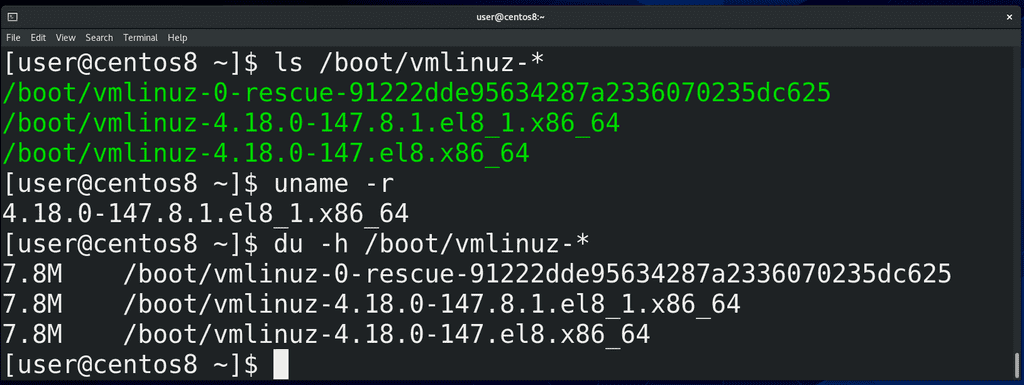 user@centos8:~
File Edit View Search Terminal Help
[user@centos8 ~]$ ls /boot/vmlinuz-*
/boot/vmlinuz-0-rescue-91222dde95634287a2336070235dc625
/boot/vmlinuz-4.18.0-147.8.1.el8_1.x86_64
/boot/vmlinuz-4.18.0-147.el8.x86_64
[user@centos8 ~]$ uname -r
4.18.0-147.8.1.el8_1.x86_64
[user@centos8 ~]$ du -h /boot/vmlinuz-*
7.8M    /boot/vmlinuz-0-rescue-91222dde95634287a2336070235dc625
7.8M    /boot/vmlinuz-4.18.0-147.8.1.el8_1.x86_64
7.8M    /boot/vmlinuz-4.18.0-147.el8.x86_64
[user@centos8 ~]$